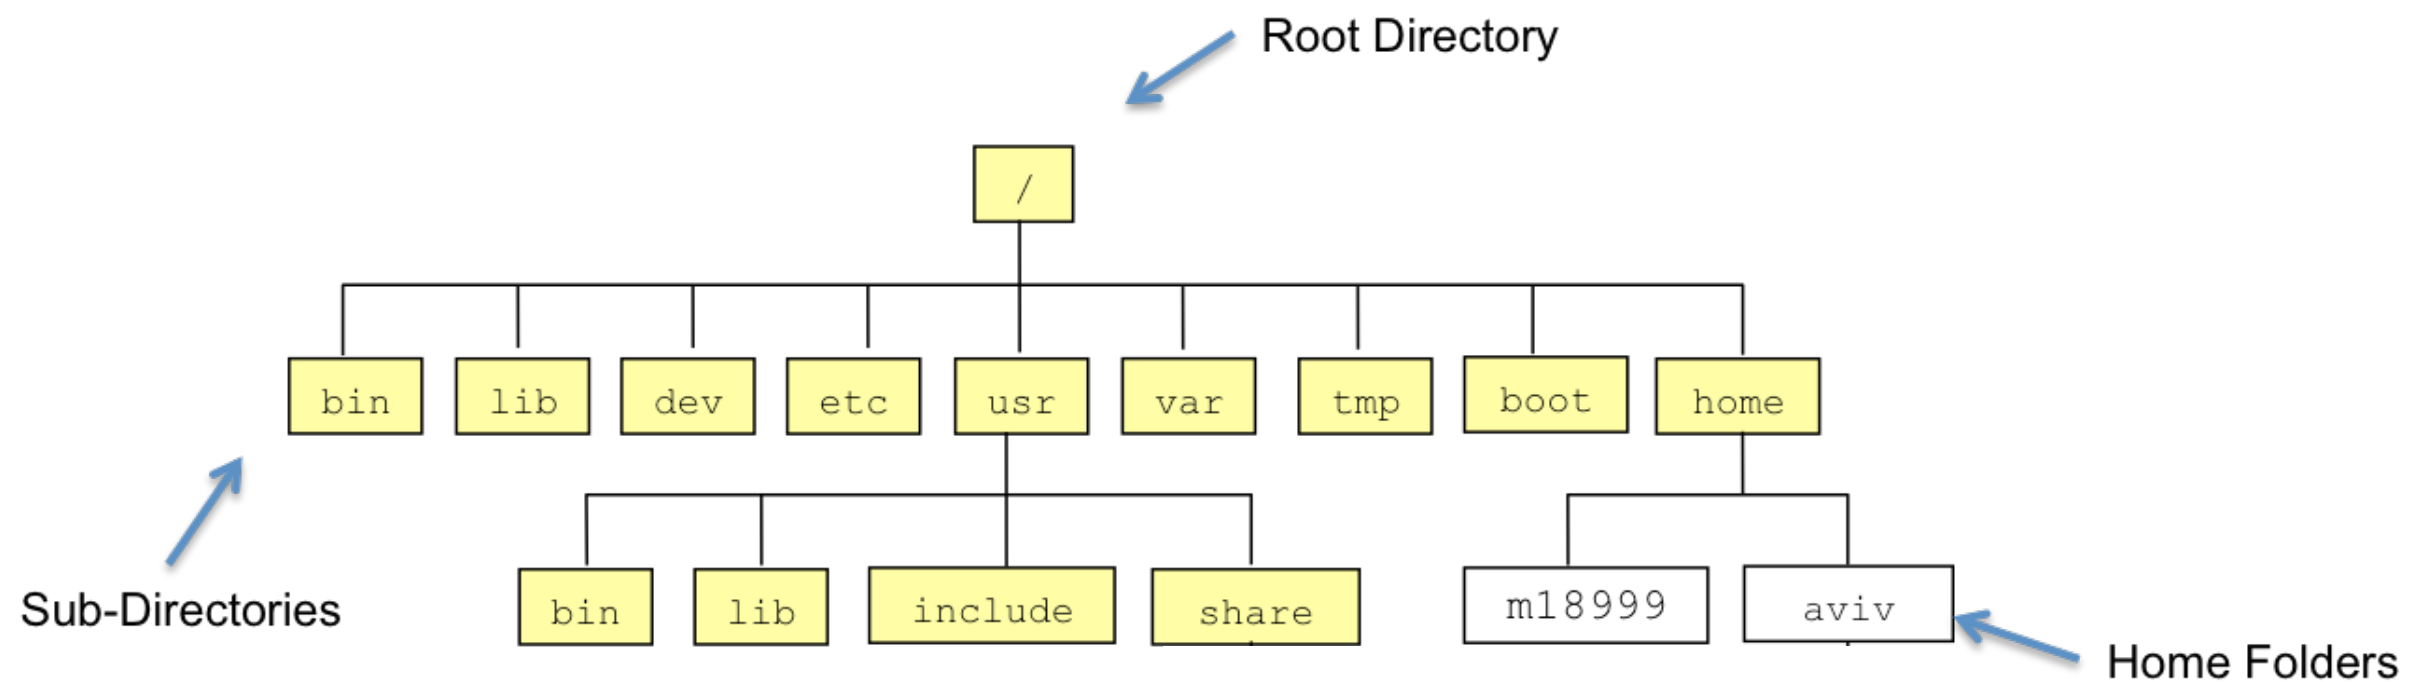 Root Directory
/
bin lib dev etc usr var tmp boot home
Sub-Directories
bin lib include share m18999 aviv
Home Folders